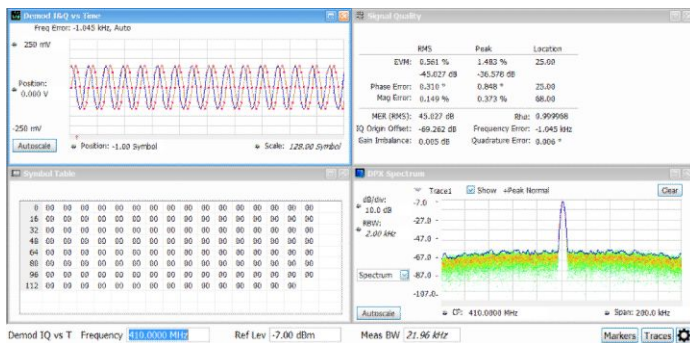 Demod I&Q vs Time
Freq Error: -1.045 kHz, Auto
250 mV
Position:
0.000 V
-250 mV
Autoscale
Position: -1.00 Symbol
Scale: 128.00 Symbol
Signal Quality
RMS Peak Location
EVM: 0.561 % 1.483 % 25.00
-45.027 dB -36.578 dB
Phase Error: 0.310 ° 0.848 ° 25.00
Mag Error: 0.149 % 0.373 % 68.00
MER (RMS): 45.027 dB Rho: 0.999968
IQ Origin Offset: -69.262 dB Frequency Error: -1.045 kHz
Gain Imbalance: 0.005 dB Quadrature Error: 0.006 °
Symbol Table
0 00 00 00 00 00 00 00 00 00 00 00 00 00 00 00 00
16 00 00 00 00 00 00 00 00 00 00 00 00 00 00 00 00
32 00 00 00 00 00 00 00 00 00 00 00 00 00 00 00 00
48 00 00 00 00 00 00 00 00 00 00 00 00 00 00 00 00
64 00 00 00 00 00 00 00 00 00 00 00 00 00 00 00 00
80 00 00 00 00 00 00 00 00 00 00 00 00 00 00 00 00
96 00 00 00 00 00 00 00 00 00 00 00 00 00 00 00 00
112 00 00 00 00 00 00 00 00 00 00 00 00 00 00 00
DPX Spectrum
Trace1 Show +Peak Normal Clear
dB/div:
10.0 dB
RBW:
2.00 kHz
-7.0
-27.0
-47.0
-67.0
-87.0
-107.0
Spectrum
Autoscale
CF: 410.0000 MHz
Span: 200.0 kHz
Demod IQ vs T Frequency 410.0000 MHz Ref Lev -7.00 dBm Meas BW 21.96 kHz Markers Traces